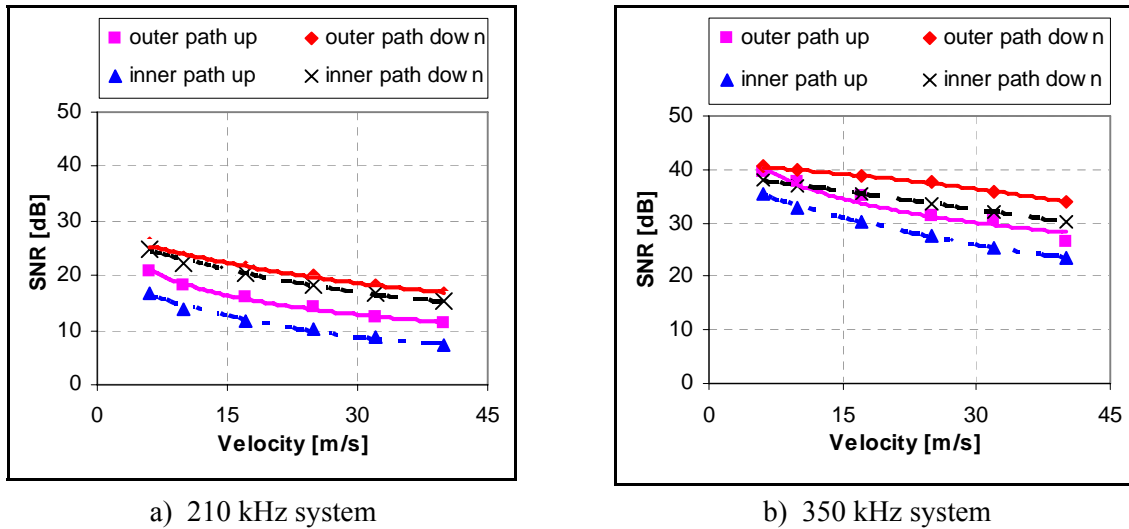 outer path up
outer path dow n
inner path up
inner path dow n
50
40
30
20
10
0
SNR [dB]
0
15
30
45
Velocity [m/s]
a) 210 kHz system
outer path up
outer path dow n
inner path up
inner path dow n
50
40
30
20
10
0
SNR [dB]
0
15
30
45
Velocity [m/s]
b) 350 kHz system